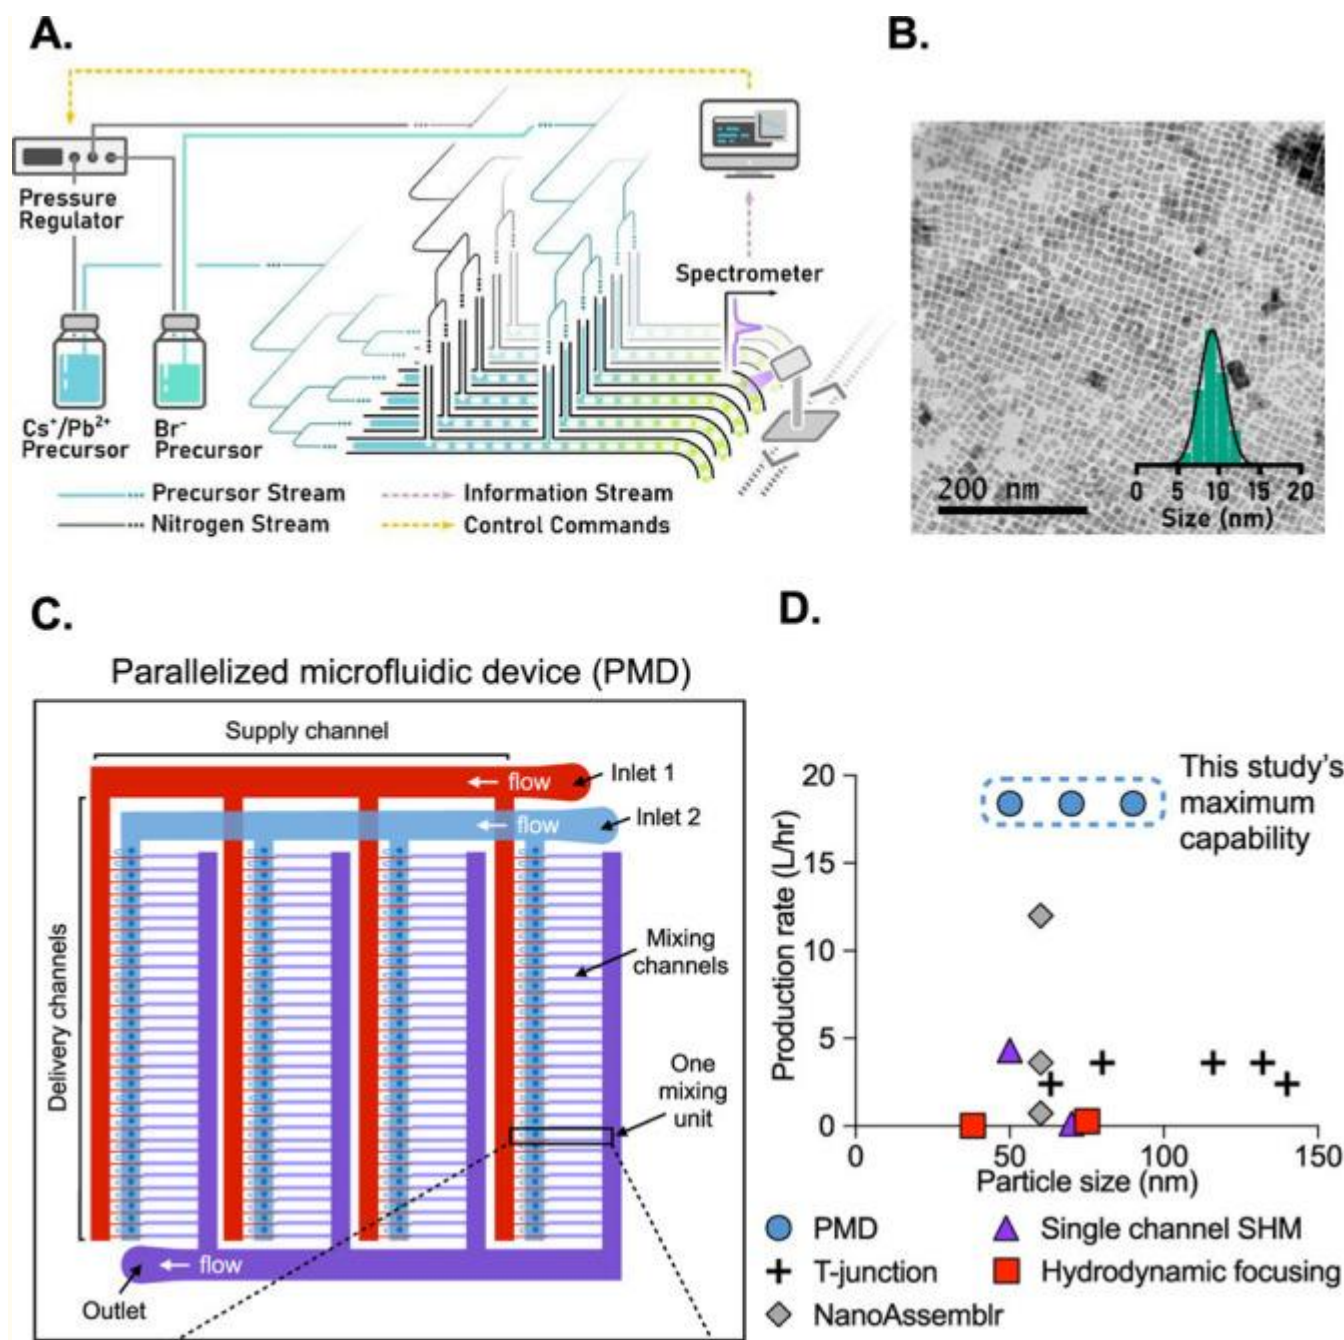 A.
Pressure
Regulator
Spectrometer
Cs⁺/Pb²⁺
Precursor
Br⁻
Precursor
Precursor Stream
Information Stream
Nitrogen Stream
Control Commands
B.
200 nm
0 5 10 15 20
Size (nm)
C.
Parallelized microfluidic device (PMD)
Supply channel
flow
Inlet 1
flow
Inlet 2
Delivery channels
Mixing
channels
One
mixing
unit
flow
Outlet
D.
Production rate (L/hr)
20
15
10
5
0
This study's
maximum
capability
0 50 100 150
Particle size (nm)
PMD
Single channel SHM
T-junction
Hydrodynamic focusing
NanoAssemblr